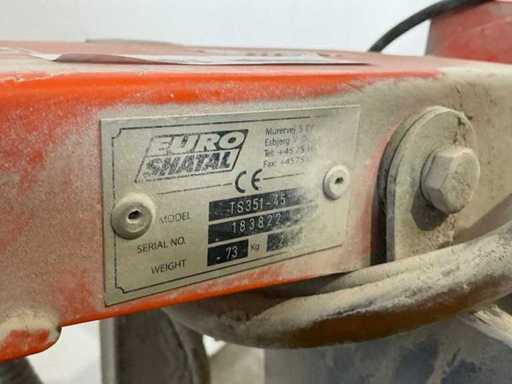 EURO
SHATAL
Murervej 5
Esbjerg V
Tel: +45 75
Fax: +45 75
CE
MODEL TS351-45
SERIAL NO. 183822
WEIGHT 73 Kg